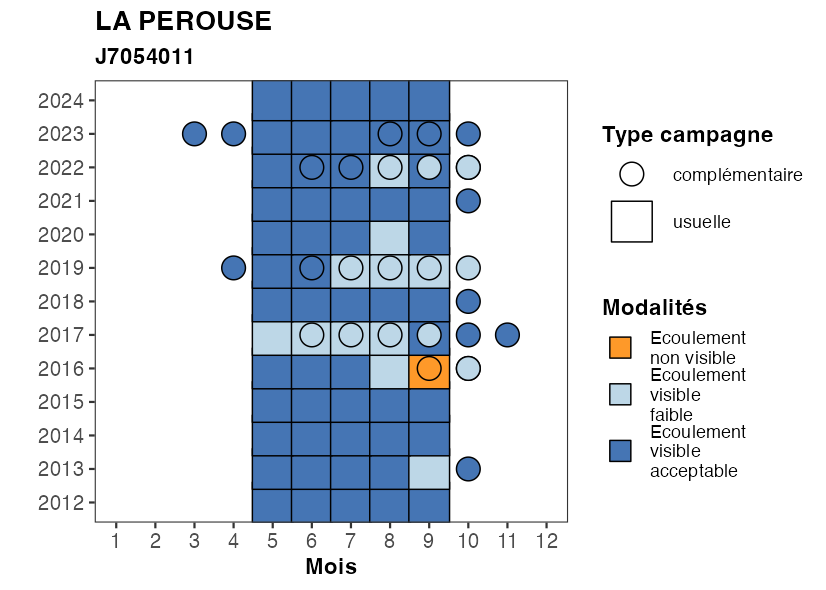 LA PEROUSE
J7054011
2024
2023
2022
2021
2020
2019
2018
2017
2016
2015
2014
2013
2012
1 2 3 4 5 6 7 8 9 10 11 12
Mois
Type campagne
complémentaire
usuelle
Modalités
Ecoulement
non visible
Ecoulement
visible
faible
Ecoulement
visible
acceptable